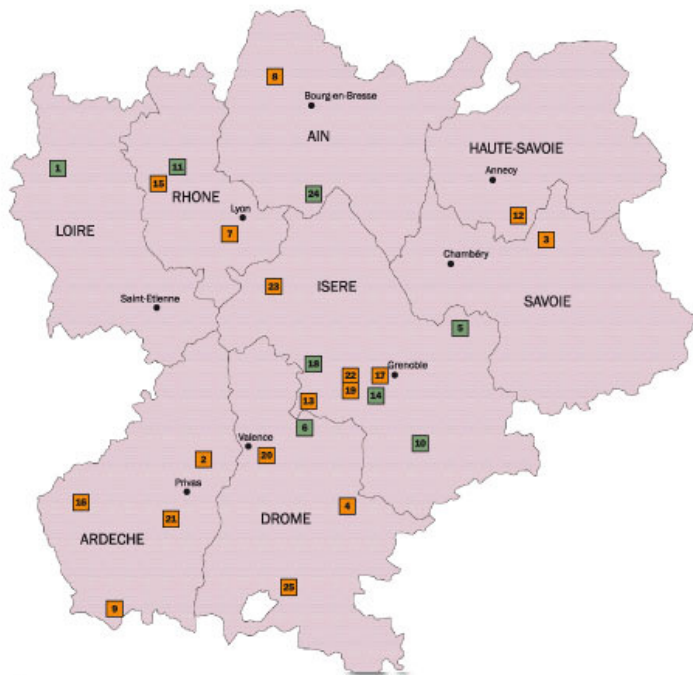 8
Bourg-en-Bresse
AIN
HAUTE-SAVOIE
1
11
Annecy
15
RHONE
24
Lyon
12
LOIRE
7
3
Chambéry
23
ISERE
SAVOIE
Saint-Etienne
5
18
22
17
Grenoble
19
14
13
6
Valence
10
2
20
Privas
16
4
21
DROME
ARDECHE
25
9